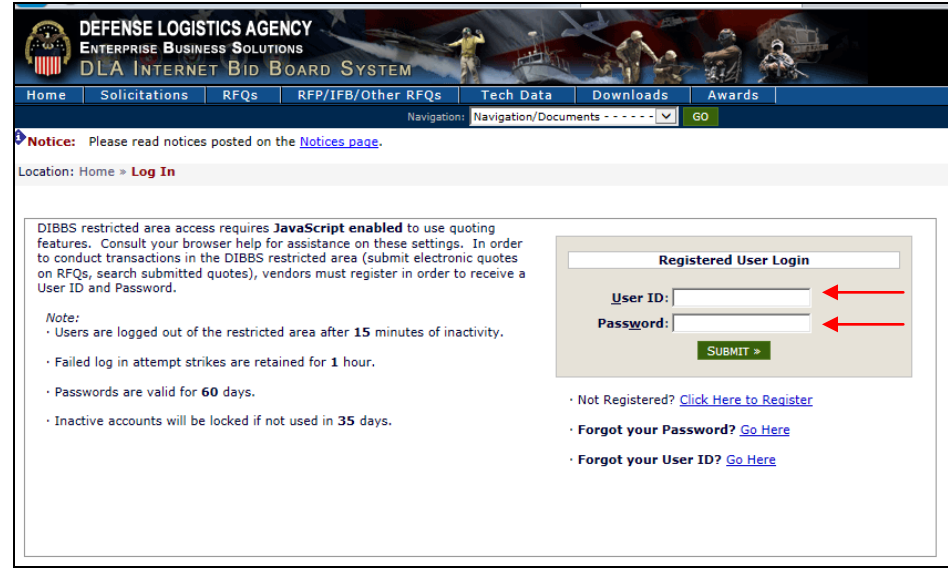 DEFENSE LOGISTICS AGENCY
ENTERPRISE BUSINESS SOLUTIONS
DLA INTERNET BID BOARD SYSTEM
Home Solicitations RFQs RFP/IFB/Other RFQs Tech Data Downloads Awards
Navigation: Navigation/Documents - - - - - - GO
Notice: Please read notices posted on the Notices page.
Location: Home » Log In
DIBBS restricted area access requires JavaScript enabled to use quoting
features. Consult your browser help for assistance on these settings. In order
to conduct transactions in the DIBBS restricted area (submit electronic quotes
on RFQs, search submitted quotes), vendors must register in order to receive a
User ID and Password.
Note:
· Users are logged out of the restricted area after 15 minutes of inactivity.
· Failed log in attempt strikes are retained for 1 hour.
· Passwords are valid for 60 days.
· Inactive accounts will be locked if not used in 35 days.
Registered User Login
User ID:
Password:
SUBMIT »
· Not Registered? Click Here to Register
· Forgot your Password? Go Here
· Forgot your User ID? Go Here